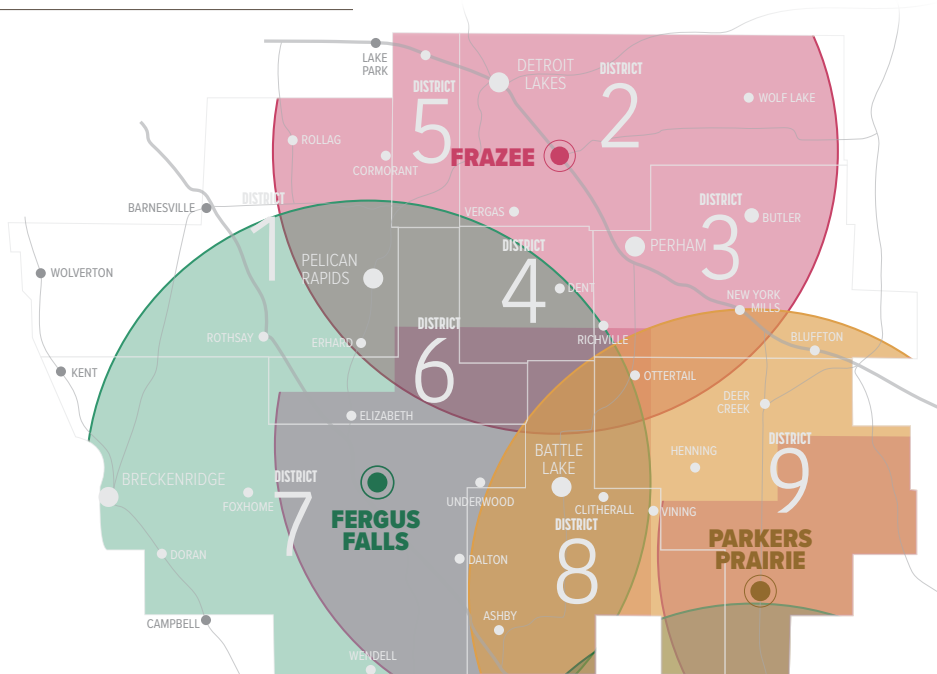 LAKE
PARK
DETROIT
LAKES
DISTRICT
2
DISTRICT
5
WOLF LAKE
ROLLAG
FRAZEE
CORMORANT
DISTRICT
1
BARNESVILLE
VERGAS
DISTRICT
3
BUTLER
PELICAN
RAPIDS
DISTRICT
4
PERHAM
WOLVERTON
DENT
NEW YORK
MILLS
DISTRICT
6
ROTHSAY
ERHARD
RICHVILLE
BLUFFTON
KENT
OTTERTAIL
DEER
CREEK
ELIZABETH
BATTLE
LAKE
HENNING
DISTRICT
9
BRECKENRIDGE
FOXHOME
DISTRICT
7
FERGUS
FALLS
UNDERWOOD
CLITHERALL
VINING
DISTRICT
8
PARKERS
PRAIRIE
DORAN
DALTON
CAMPBELL
ASHBY
WENDELL